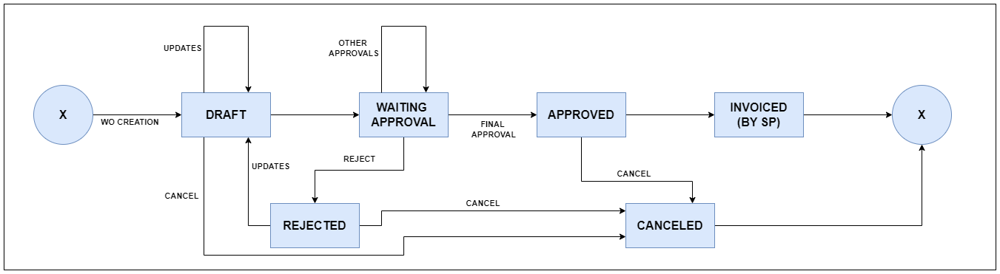 UPDATES
OTHER
APPROVALS
X
WO CREATION
DRAFT
WAITING
APPROVAL
FINAL
APPROVAL
APPROVED
INVOICED
(BY SP)
X
UPDATES
REJECT
CANCEL
CANCEL
CANCEL
REJECTED
CANCELED